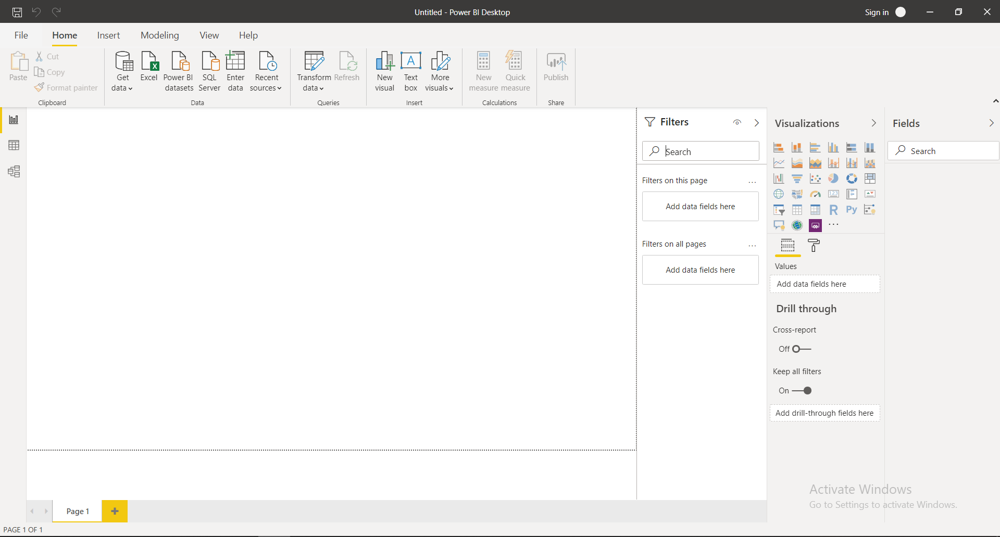 Untitled - Power BI Desktop
Sign in
File Home Insert Modeling View Help
Paste
Cut
Copy
Format painter
Clipboard
Get data
Excel
Power BI datasets
SQL Server
Enter data
Recent sources
Data
Transform data
Refresh
Queries
New visual
Text box
More visuals
Insert
New measure
Quick measure
Calculations
Publish
Share
Filters
Search
Filters on this page ...
Add data fields here
Filters on all pages ...
Add data fields here
Visualizations
123
R Py
...
Values
Add data fields here
Drill through
Cross-report
Off
Keep all filters
On
Add drill-through fields here
Fields
Search
Activate Windows
Go to Settings to activate Windows.
Page 1
PAGE 1 OF 1